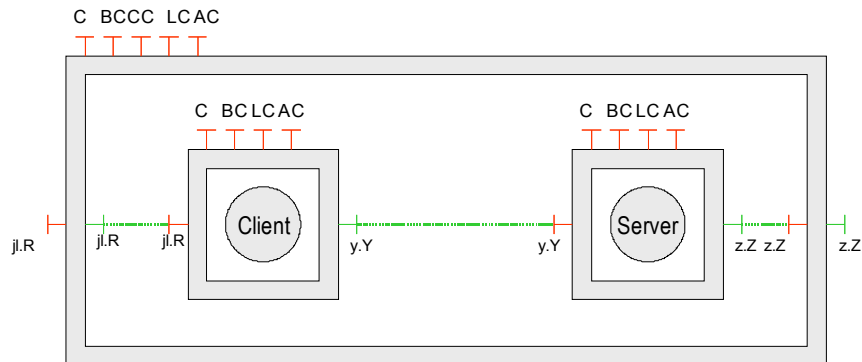 C BCCC LC AC
C BC LC AC
C BC LC AC
Client
Server
jl.R
jl.R
jl.R
y.Y
y.Y
z.Z
z.Z
z.Z